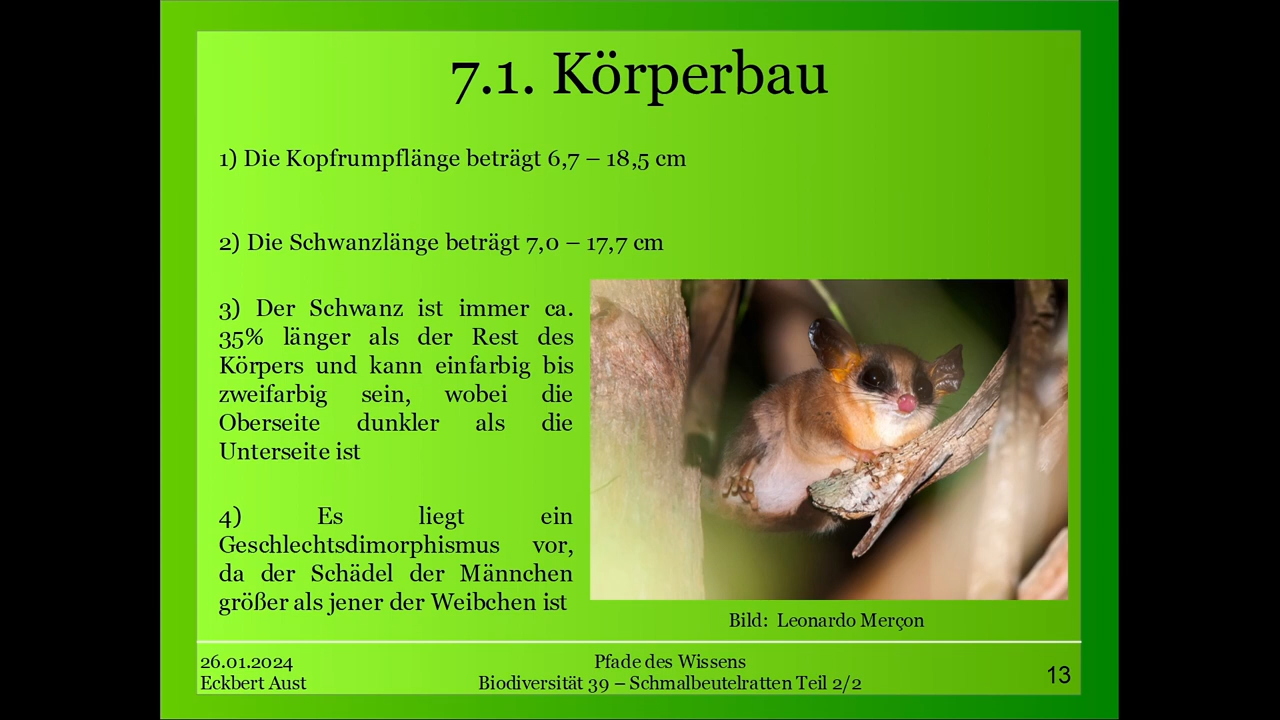 7.1. Körperbau
1) Die Kopfrumpflänge beträgt 6,7 – 18,5 cm
2) Die Schwanzlänge beträgt 7,0 – 17,7 cm
3) Der Schwanz ist immer ca.
35% länger als der Rest des
Körpers und kann einfarbig bis
zweifarbig sein, wobei die
Oberseite dunkler als die
Unterseite ist
4) Es liegt ein
Geschlechtsdimorphismus vor,
da der Schädel der Männchen
größer als jener der Weibchen ist
Bild: Leonardo Merçon
26.01.2024
Eckbert Aust
Pfade des Wissens
Biodiversität 39 – Schmalbeutelratten Teil 2/2
13